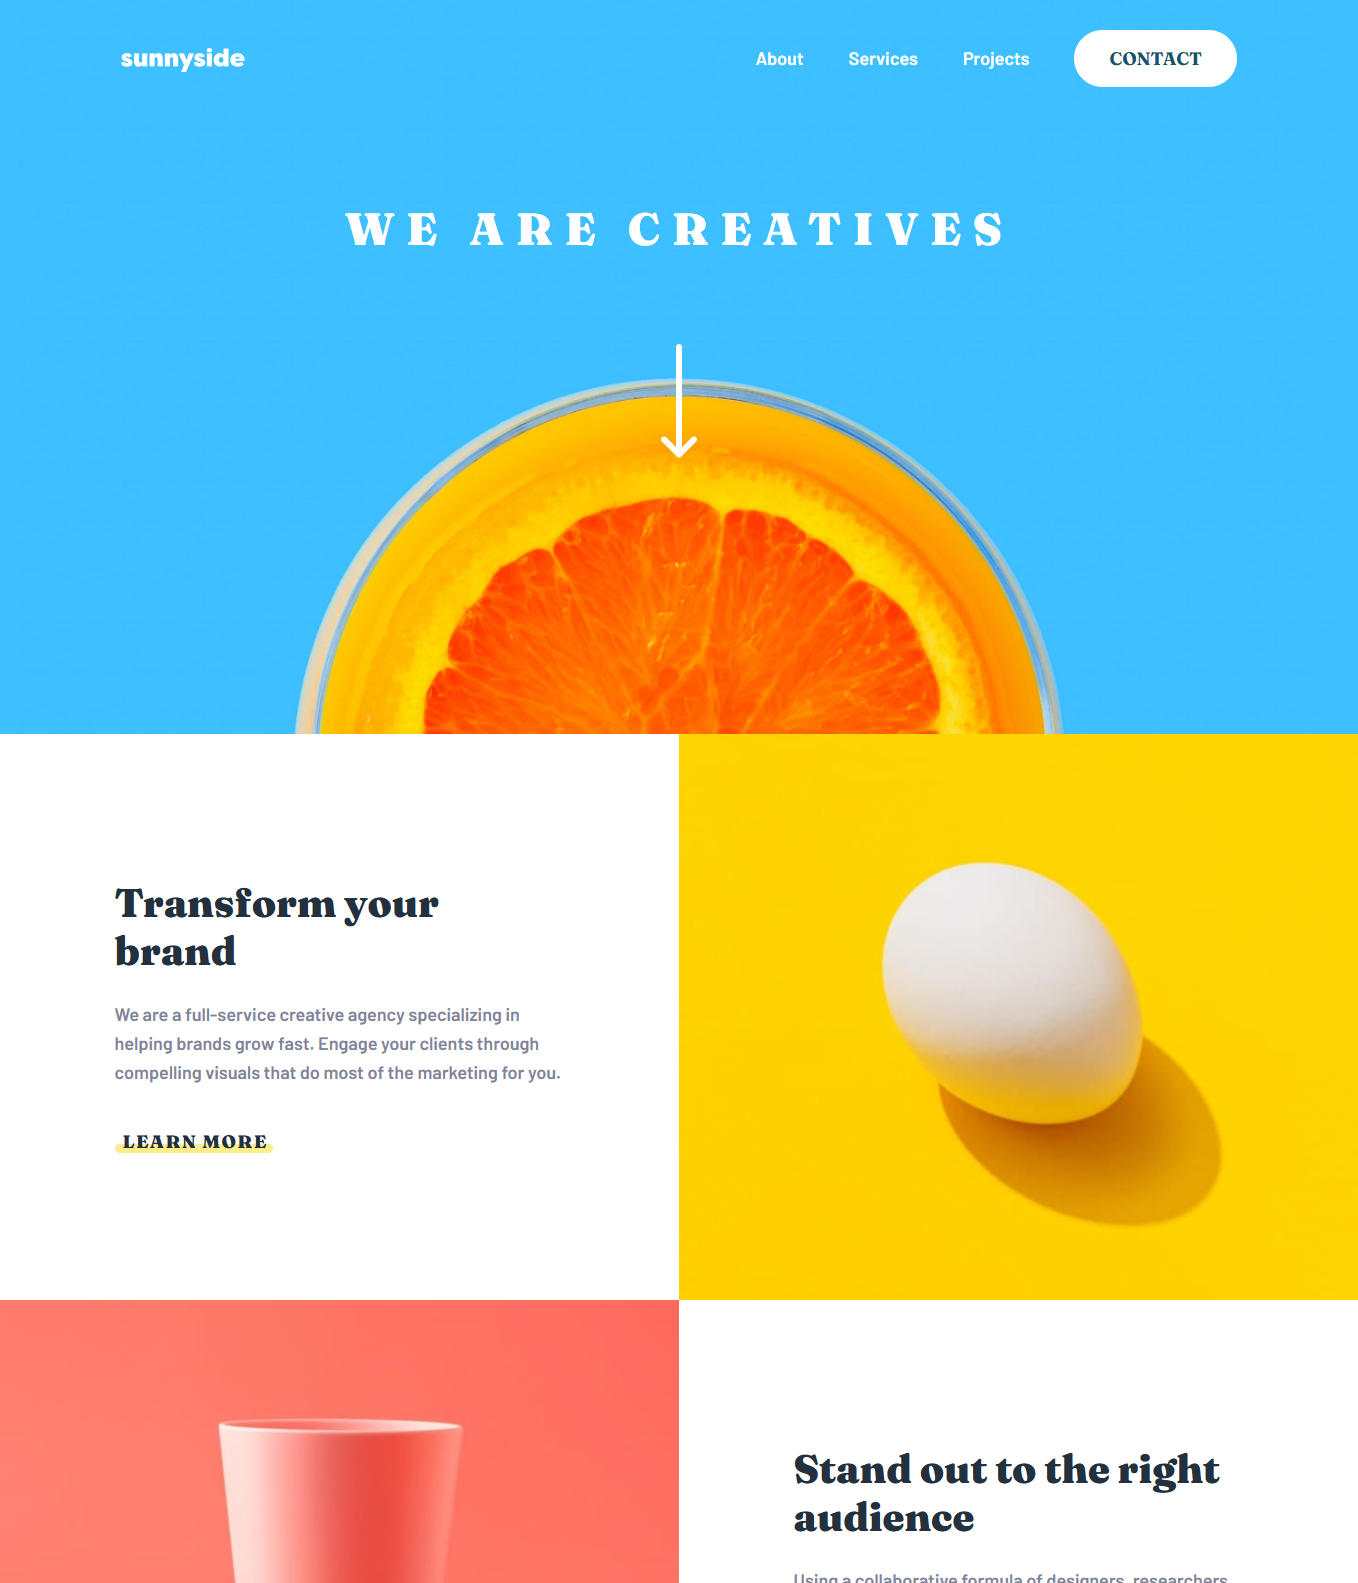 sunnyside
About Services Projects CONTACT
WE ARE CREATIVES
Transform your
brand
We are a full-service creative agency specializing in
helping brands grow fast. Engage your clients through
compelling visuals that do most of the marketing for you.
LEARN MORE
Stand out to the right
audience
Using a collaborative formula of designers, researchers,